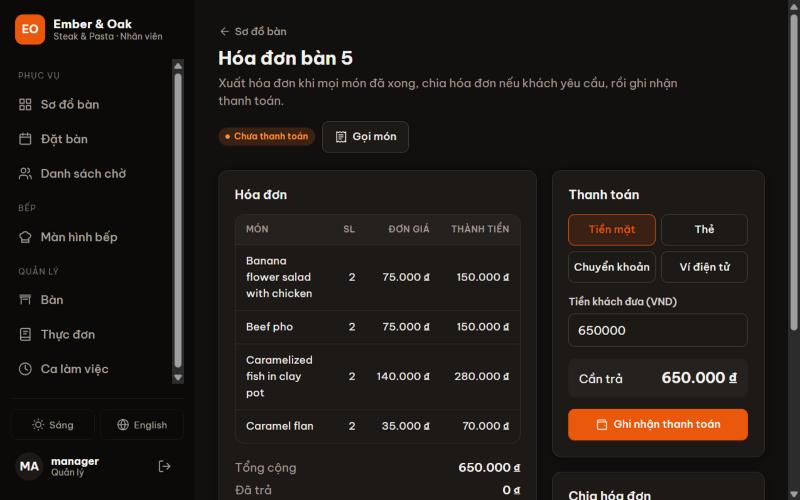 EO
Ember & Oak
Steak & Pasta · Nhân viên
PHỤC VỤ
Sơ đồ bàn
Đặt bàn
Danh sách chờ
BẾP
Màn hình bếp
QUẢN LÝ
Bàn
Thực đơn
Ca làm việc
Sáng
English
MA
manager
Quản lý
← Sơ đồ bàn
Hóa đơn bàn 5
Xuất hóa đơn khi mọi món đã xong, chia hóa đơn nếu khách yêu cầu, rồi ghi nhận
thanh toán.
Chưa thanh toán
Gọi món
Hóa đơn
MÓN SL ĐƠN GIÁ THÀNH TIỀN
Banana
flower salad
with chicken
2 75.000 ₫ 150.000 ₫
Beef pho 2 75.000 ₫ 150.000 ₫
Caramelized
fish in clay
pot
2 140.000 ₫ 280.000 ₫
Caramel flan 2 35.000 ₫ 70.000 ₫
Tổng cộng 650.000 ₫
Đã trả 0 ₫
Thanh toán
Tiền mặt
Thẻ
Chuyển khoản
Ví điện tử
Tiền khách đưa (VND)
650000
Cần trả 650.000 ₫
Ghi nhận thanh toán
Chia hóa đơn